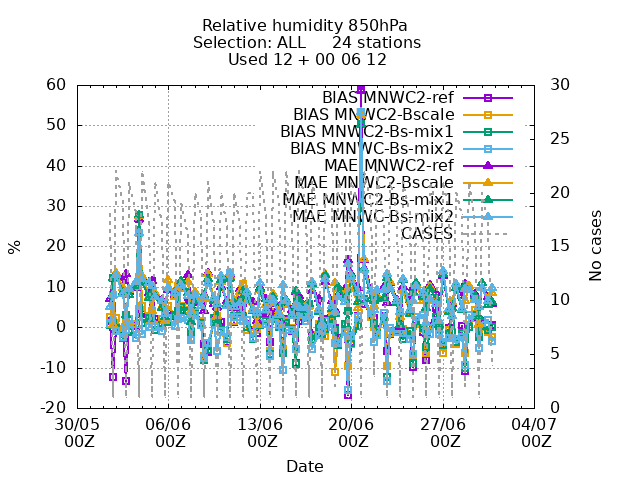 Relative humidity 850hPa
Selection: ALL 24 stations
Used 12 + 00 06 12
60
50
40
30
20
10
0
-10
-20
%
30
25
20
15
10
5
0
No cases
BIAS MNWC2-ref
BIAS MNWC2-Bscale
BIAS MNWC2-Bs-mix1
BIAS MNWC-Bs-mix2
MAE MNWC2-ref
MAE MNWC2-Bscale
MAE MNWC2-Bs-mix1
MAE MNWC-Bs-mix2
CASES
30/05 06/06 13/06 20/06 27/06 04/07
00Z 00Z 00Z 00Z 00Z 00Z
Date